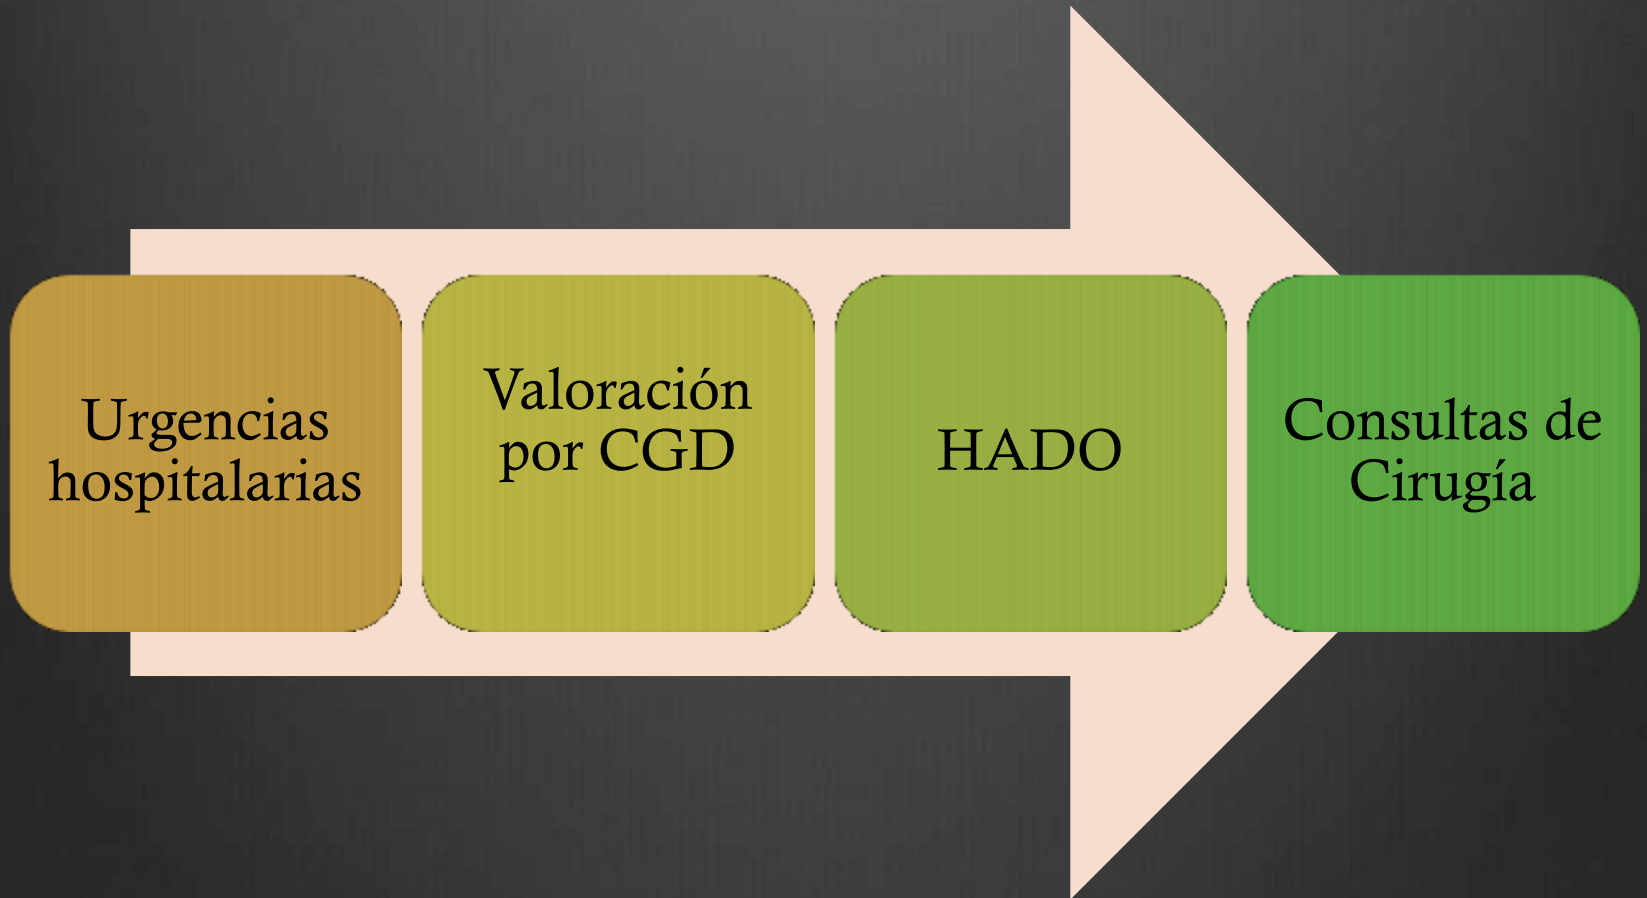 Urgencias
hospitalarias
Valoración
por CGD
HADO
Consultas de
Cirugía